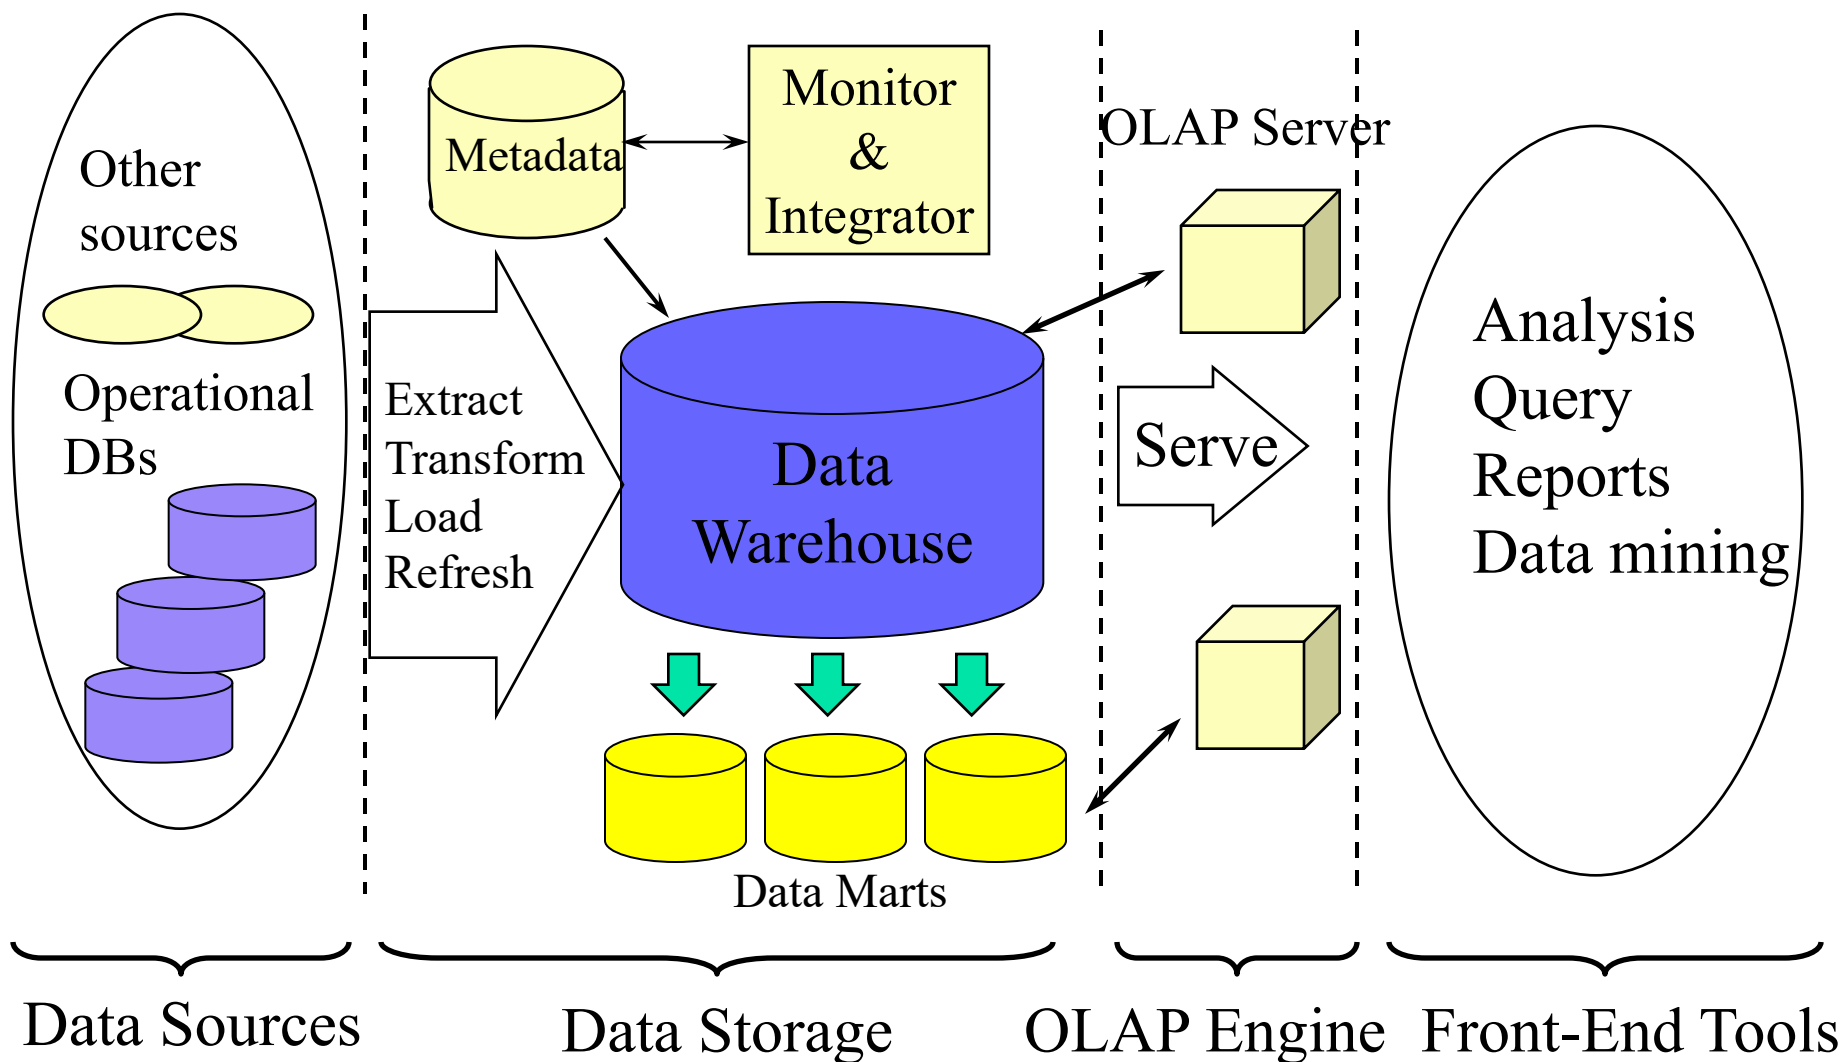 Other
sources
Operational
DBs
Metadata
Monitor
&
Integrator
OLAP Server
Extract
Transform
Load
Refresh
Data
Warehouse
Serve
Analysis
Query
Reports
Data mining
Data Marts
Data Sources
Data Storage
OLAP Engine
Front-End Tools